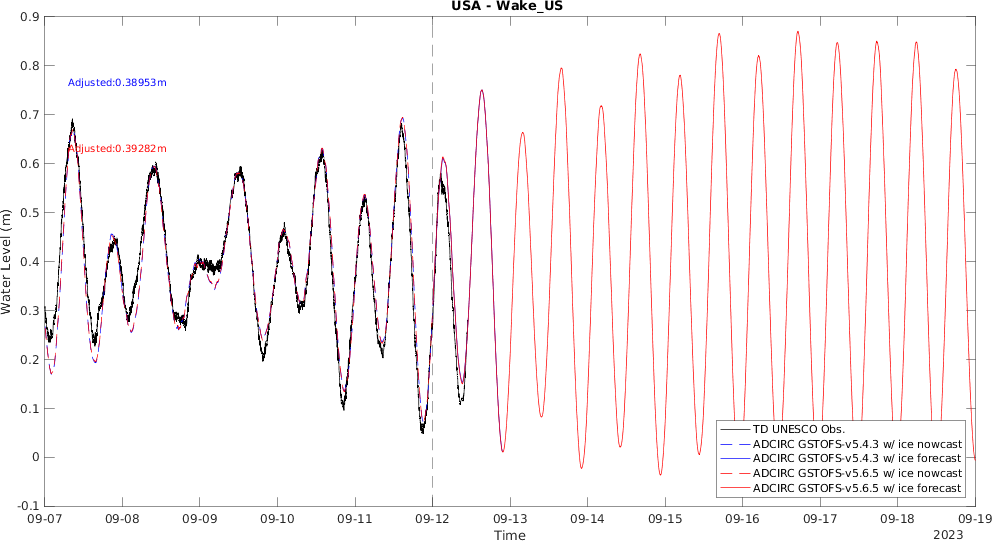 USA - Wake_US
0.9
0.8
0.7
0.6
0.5
0.4
0.3
0.2
0.1
0
-0.1
Water Level (m)
Adjusted:0.38953m
Adjusted:0.39282m
TD UNESCO Obs.
ADCIRC GSTOFS-v5.4.3 w/ ice nowcast
ADCIRC GSTOFS-v5.4.3 w/ ice forecast
ADCIRC GSTOFS-v5.6.5 w/ ice nowcast
ADCIRC GSTOFS-v5.6.5 w/ ice forecast
09-07 09-08 09-09 09-10 09-11 09-12 09-13 09-14 09-15 09-16 09-17 09-18 09-19
Time
2023